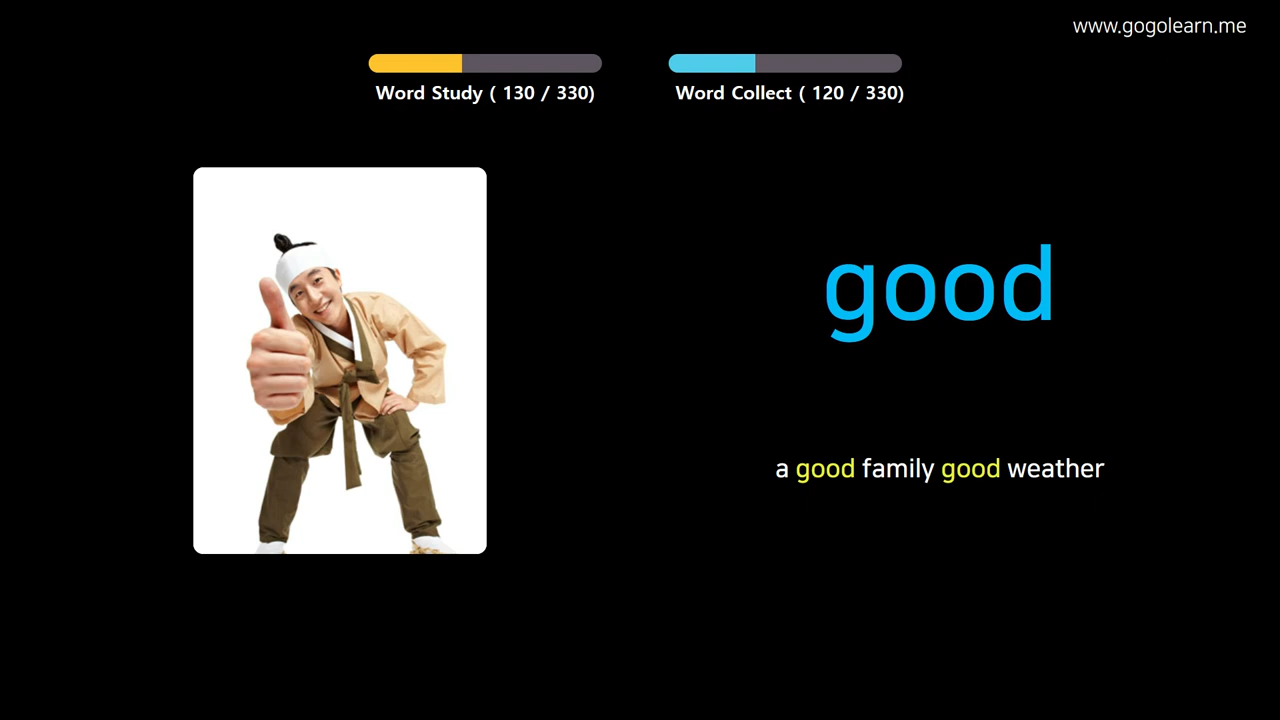 www.gogolearn.me
Word Study ( 130 / 330)
Word Collect ( 120 / 330)
good
a good family good weather